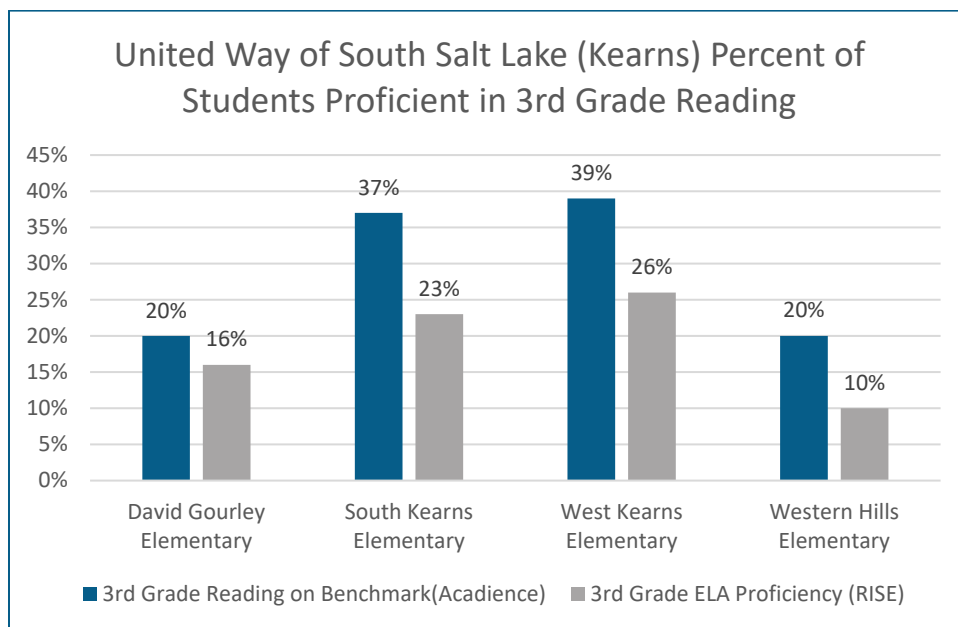 United Way of South Salt Lake (Kearns) Percent of
Students Proficient in 3rd Grade Reading
45%
40%
35%
30%
25%
20%
15%
10%
5%
0%
20%
16%
37%
23%
39%
26%
20%
10%
David Gourley
Elementary
South Kearns
Elementary
West Kearns
Elementary
Western Hills
Elementary
3rd Grade Reading on Benchmark(Acadience)
3rd Grade ELA Proficiency (RISE)